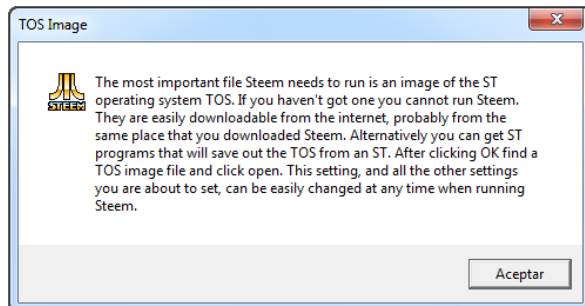 TOS Image
The most important file Steem needs to run is an image of the ST
operating system TOS. If you haven't got one you cannot run Steem.
They are easily downloadable from the internet, probably from the
same place that you downloaded Steem. Alternatively you can get ST
programs that will save out the TOS from an ST. After clicking OK find a
TOS image file and click open. This setting, and all the other settings
you are about to set, can be easily changed at any time when running
Steem.
STEEM
Aceptar